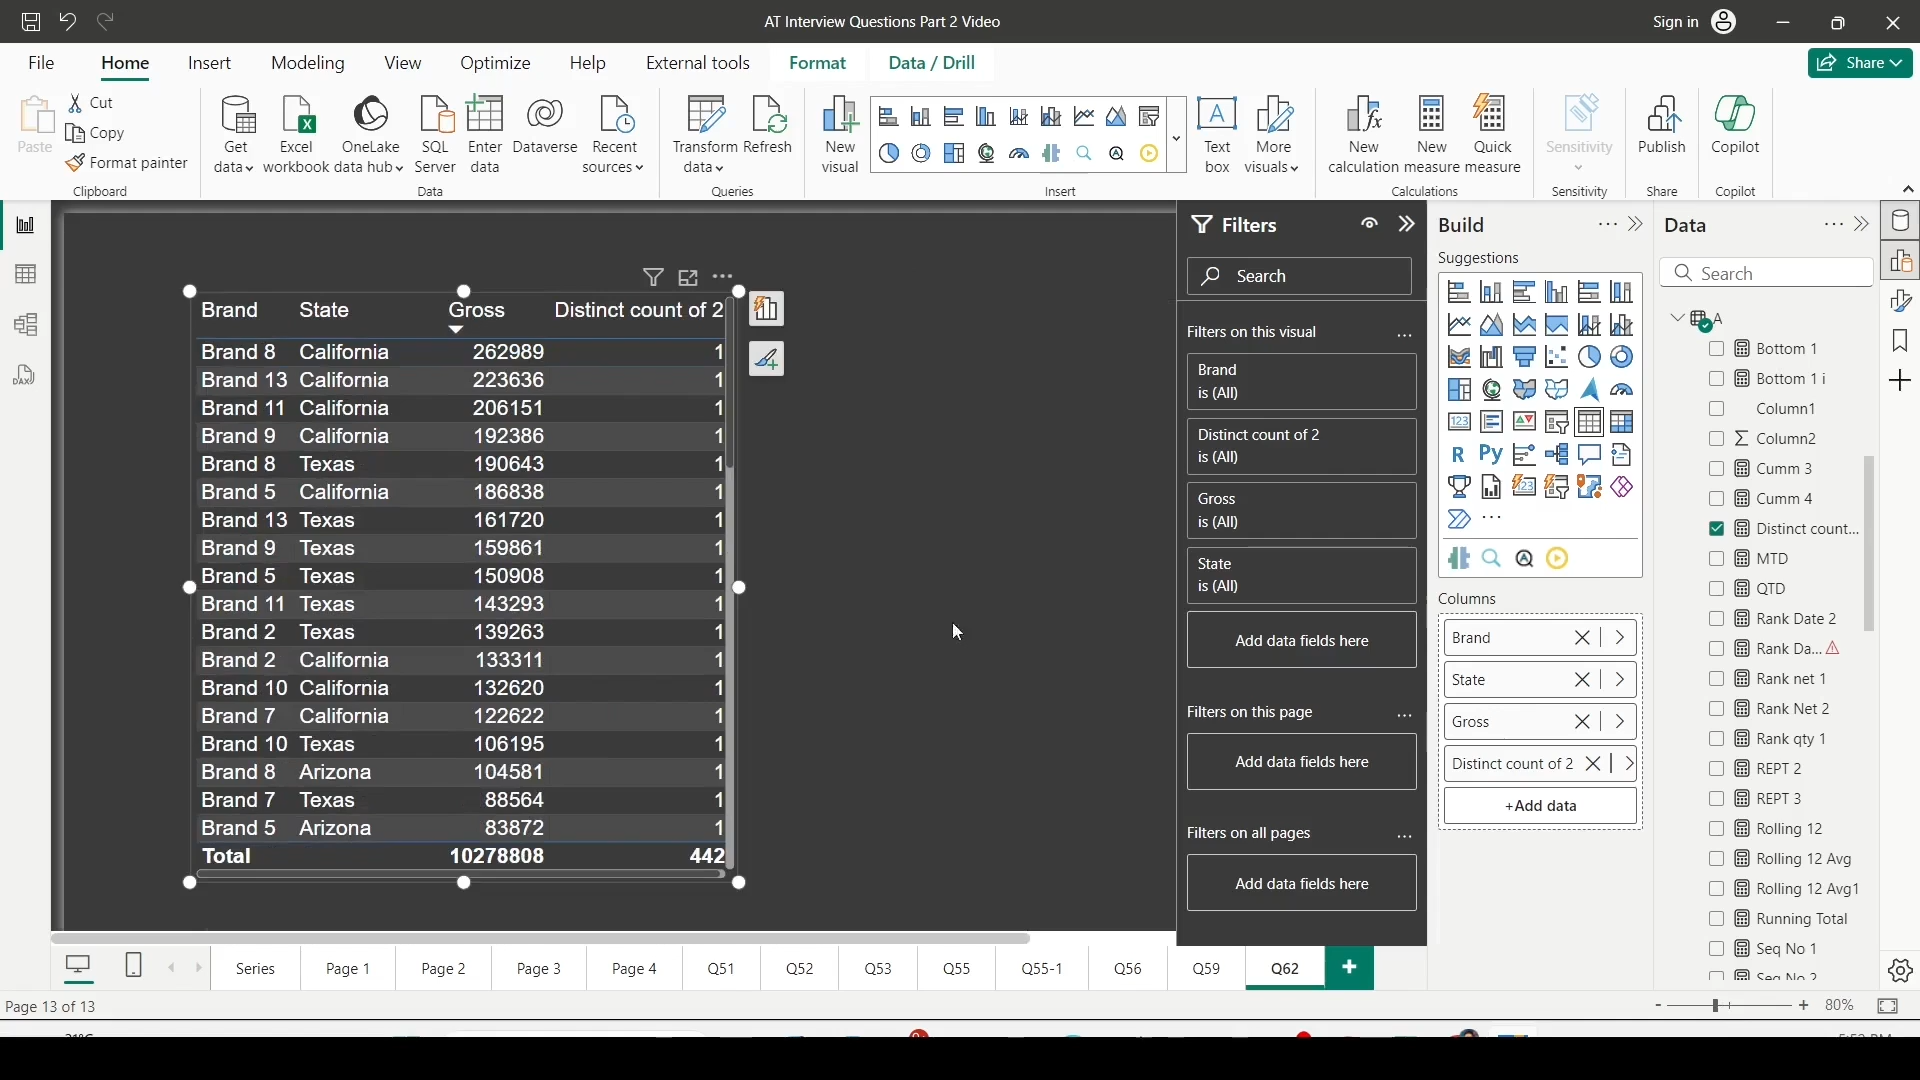 AT Interview Questions Part 2 Video
Sign in
File Home Insert Modeling View Optimize Help External tools Format Data / Drill
Share
Paste
Cut
Copy
Format painter
Clipboard
Get data
Excel workbook
OneLake data hub
SQL Server
Enter data
Dataverse
Recent sources
Data
Transform data
Refresh
Queries
New visual
Text box
More visuals
Insert
New calculation
New measure
Quick measure
Calculations
Sensitivity
Sensitivity
Publish
Share
Copilot
Copilot
Brand State Gross Distinct count of 2
Brand 8 California 262989 1
Brand 13 California 223636 1
Brand 11 California 206151 1
Brand 9 California 192386 1
Brand 8 Texas 190643 1
Brand 5 California 186838 1
Brand 13 Texas 161720 1
Brand 9 Texas 159861 1
Brand 5 Texas 150908 1
Brand 11 Texas 143293 1
Brand 2 Texas 139263 1
Brand 2 California 133311 1
Brand 10 California 132620 1
Brand 7 California 122622 1
Brand 10 Texas 106195 1
Brand 8 Arizona 104581 1
Brand 7 Texas 88564 1
Brand 5 Arizona 83872 1
Total 10278808 442
Filters
Search
Filters on this visual ...
Brand
is (All)
Distinct count of 2
is (All)
Gross
is (All)
State
is (All)
Add data fields here
Filters on this page ...
Add data fields here
Filters on all pages ...
Add data fields here
Build
Suggestions
123
R Py
123
Columns
Brand
State
Gross
Distinct count of 2
+Add data
Data
Search
A
Bottom 1
Bottom 1 i
Column1
Column2
Cumm 3
Cumm 4
Distinct count...
MTD
QTD
Rank Date 2
Rank Da...
Rank net 1
Rank Net 2
Rank qty 1
REPT 2
REPT 3
Rolling 12
Rolling 12 Avg
Rolling 12 Avg1
Running Total
Seq No 1
Seq No 2
DAX
Series Page 1 Page 2 Page 3 Page 4 Q51 Q52 Q53 Q55 Q55-1 Q56 Q59 Q62 +
Page 13 of 13
- + 80%